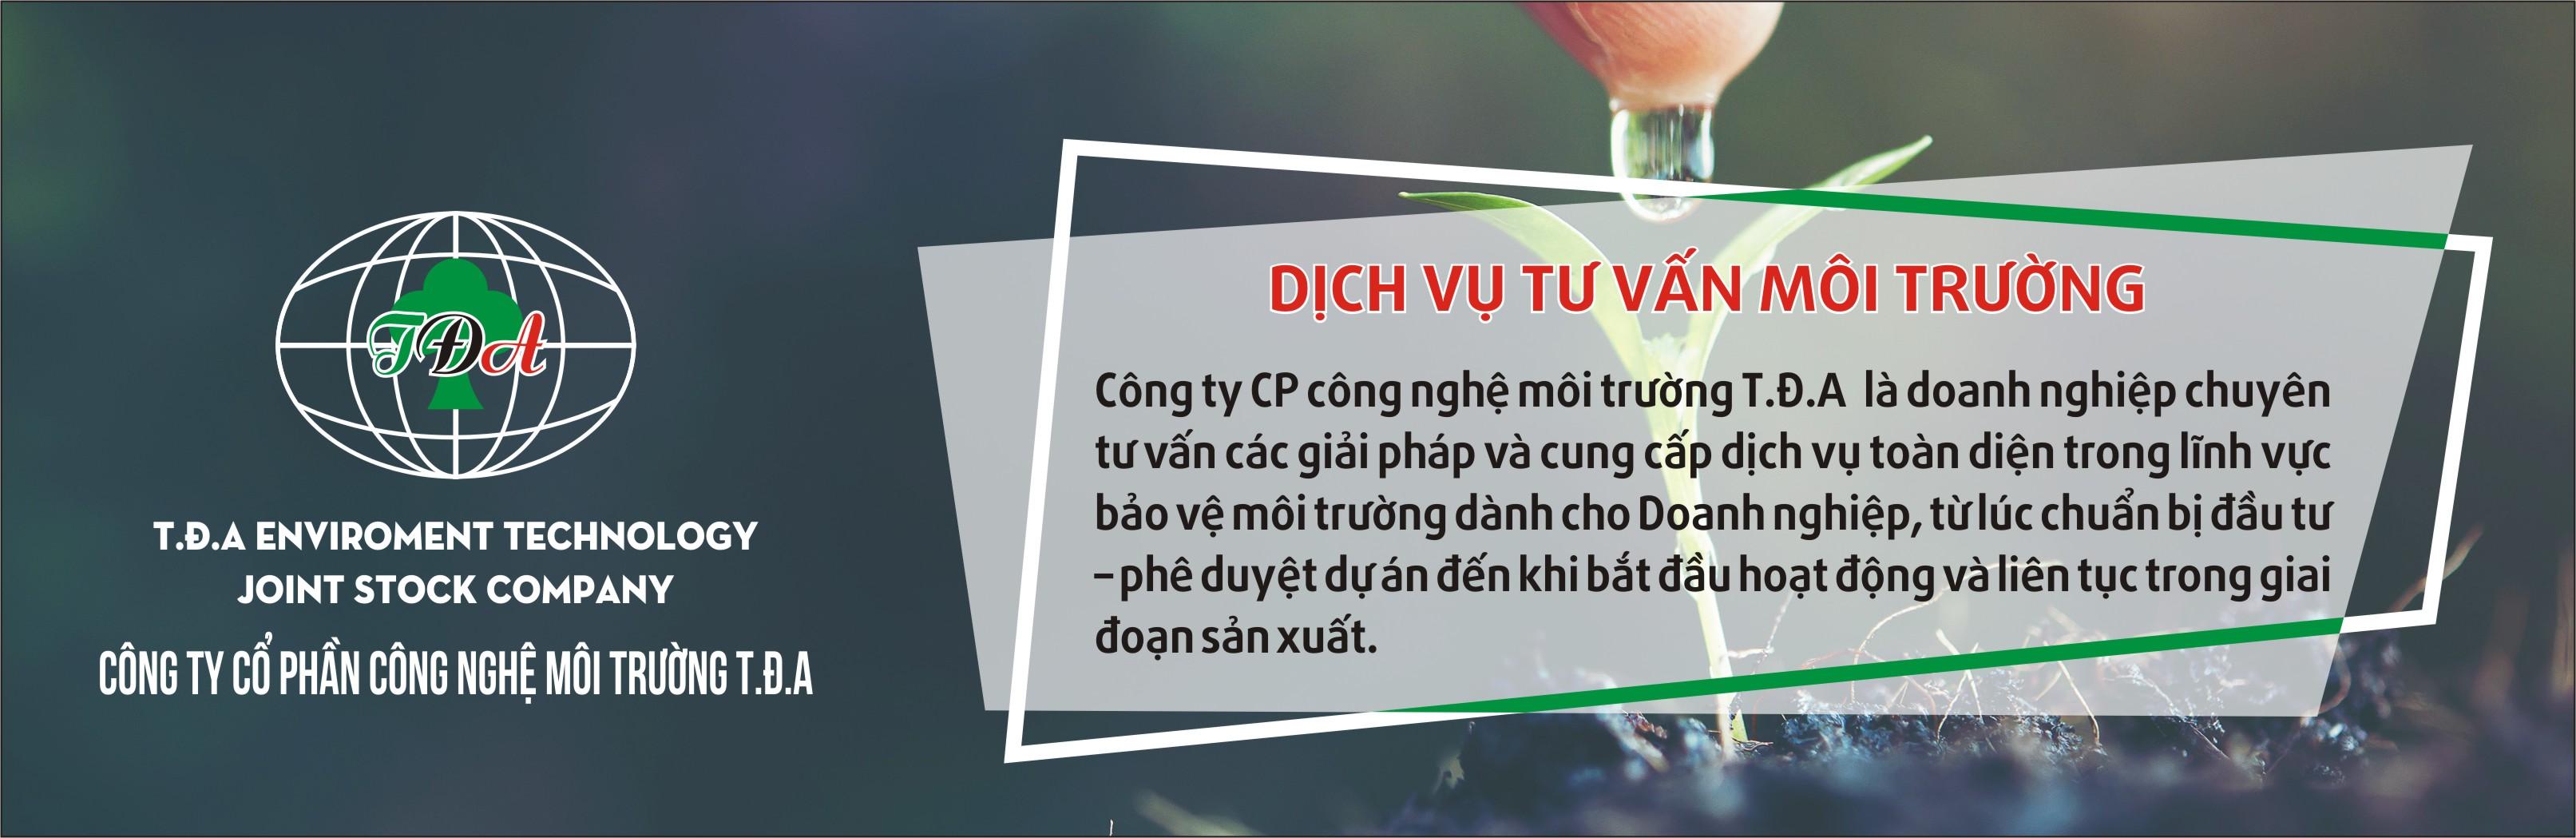 TĐA
T.Đ.A ENVIROMENT TECHNOLOGY
JOINT STOCK COMPANY
CÔNG TY CỔ PHẦN CÔNG NGHỆ MÔI TRƯỜNG T.Đ.A
DỊCH VỤ TƯ VẤN MÔI TRƯỜNG
Công ty CP công nghệ môi trường T.Đ.A là doanh nghiệp chuyên
tư vấn các giải pháp và cung cấp dịch vụ toàn diện trong lĩnh vực
bảo vệ môi trường dành cho Doanh nghiệp, từ lúc chuẩn bị đầu tư
– phê duyệt dự án đến khi bắt đầu hoạt động và liên tục trong giai
đoạn sản xuất.